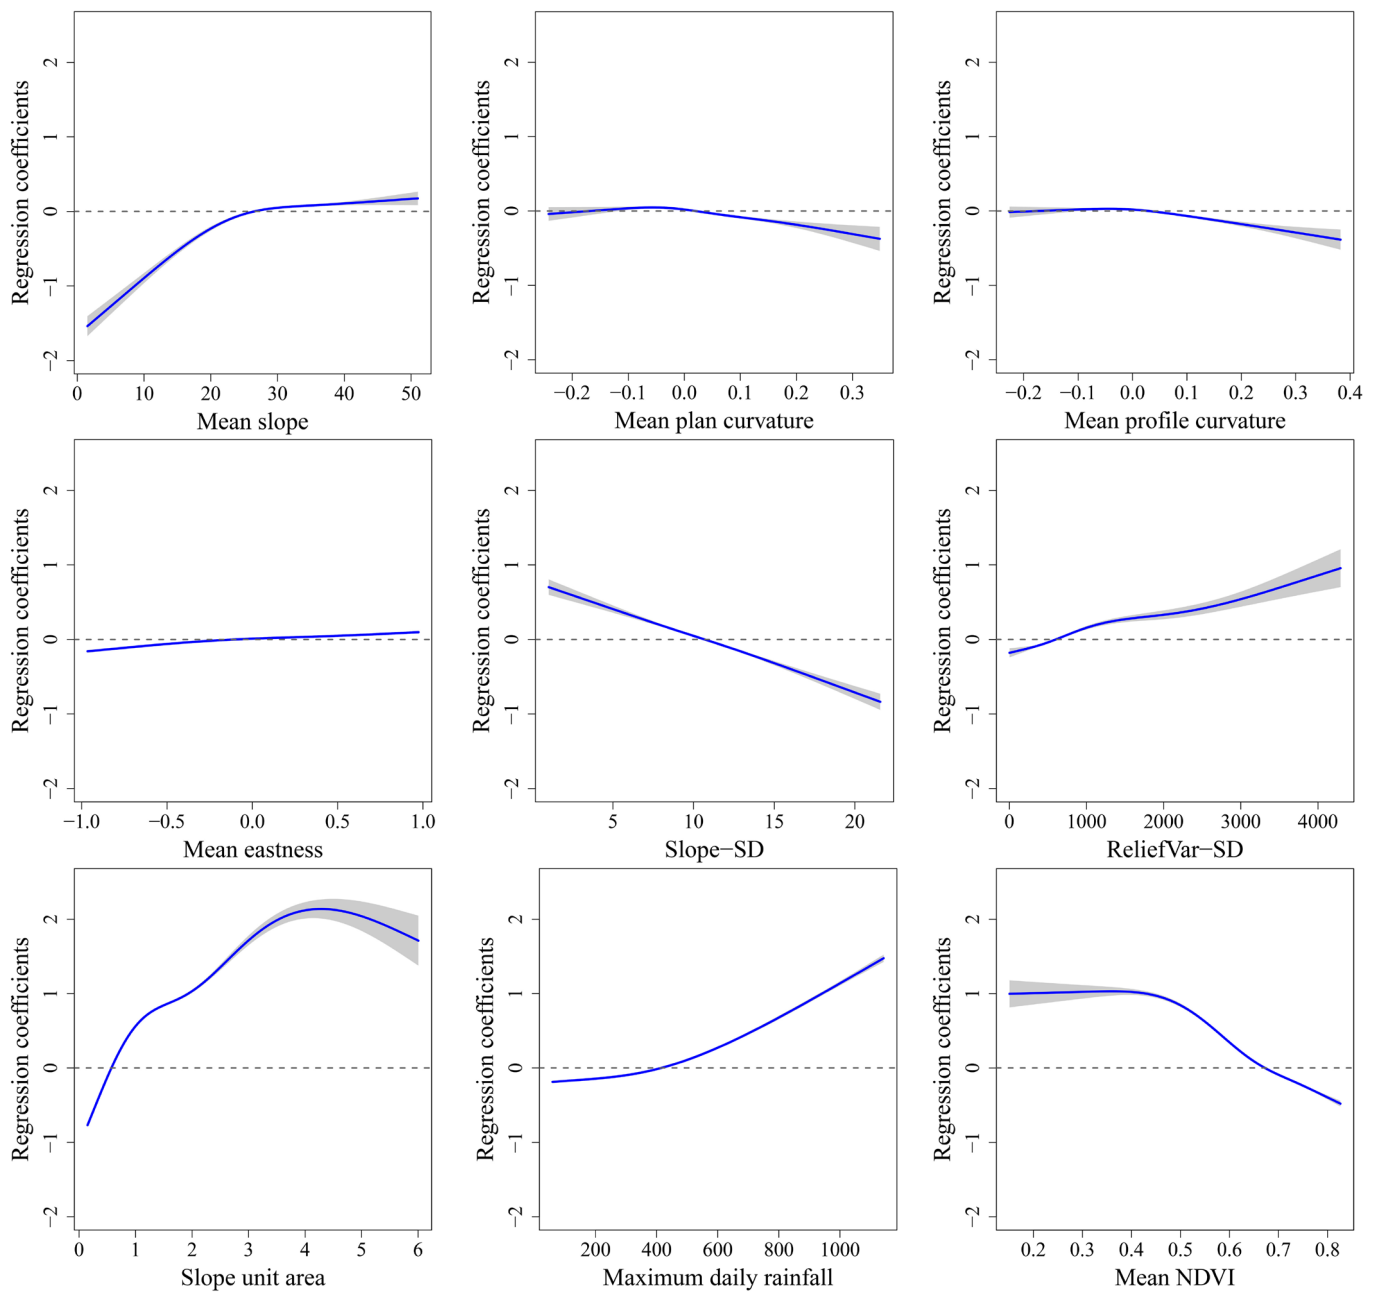 Regression coefficients
2
1
0
−1
−2
0 10 20 30 40 50
Mean slope
Regression coefficients
2
1
0
−1
−2
−0.2 −0.1 0.0 0.1 0.2 0.3
Mean plan curvature
Regression coefficients
2
1
0
−1
−2
−0.2 −0.1 0.0 0.1 0.2 0.3 0.4
Mean profile curvature
Regression coefficients
2
1
0
−1
−2
−1.0 −0.5 0.0 0.5 1.0
Mean eastness
Regression coefficients
2
1
0
−1
−2
5 10 15 20
Slope−SD
Regression coefficients
2
1
0
−1
−2
0 1000 2000 3000 4000
ReliefVar−SD
Regression coefficients
2
1
0
−1
−2
0 1 2 3 4 5 6
Slope unit area
Regression coefficients
2
1
0
−1
−2
200 400 600 800 1000
Maximum daily rainfall
Regression coefficients
2
1
0
−1
−2
0.2 0.3 0.4 0.5 0.6 0.7 0.8
Mean NDVI